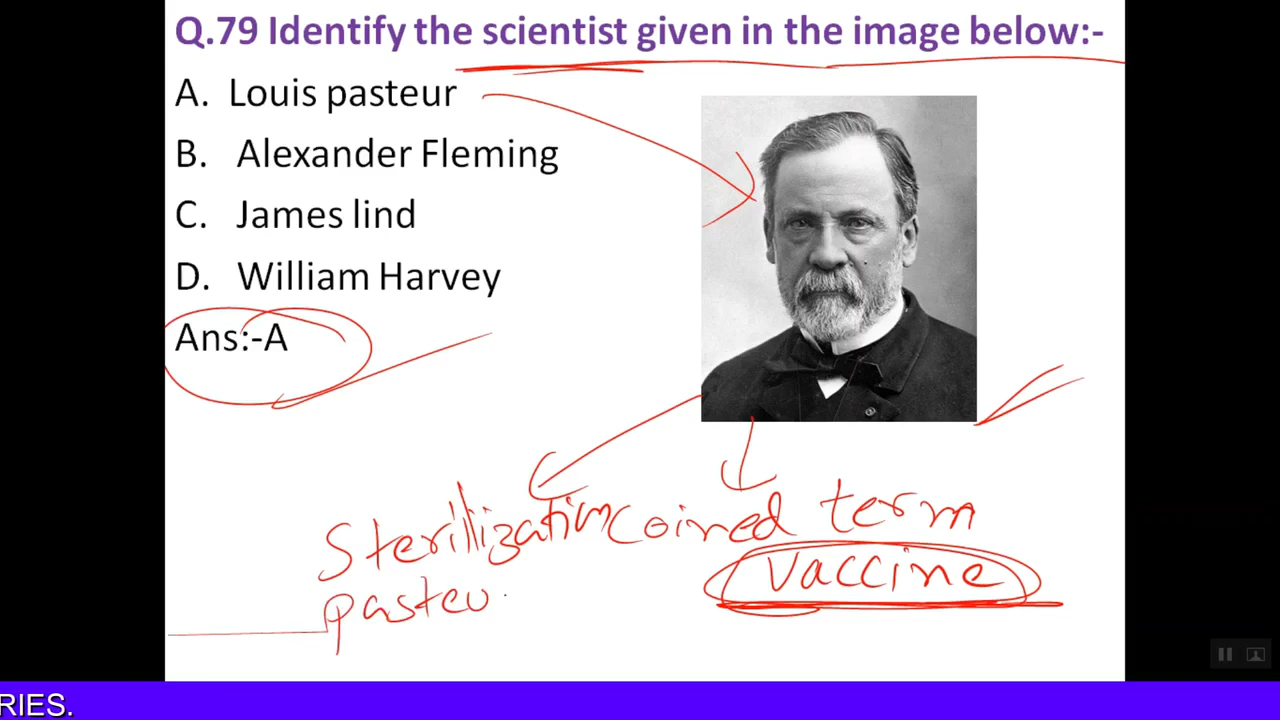 Q.79 Identify the scientist given in the image below:-
A. Louis pasteur
B. Alexander Fleming
C. James lind
D. William Harvey
Ans:-A
Sterillization coined term
pasteu vaccine
RIES.